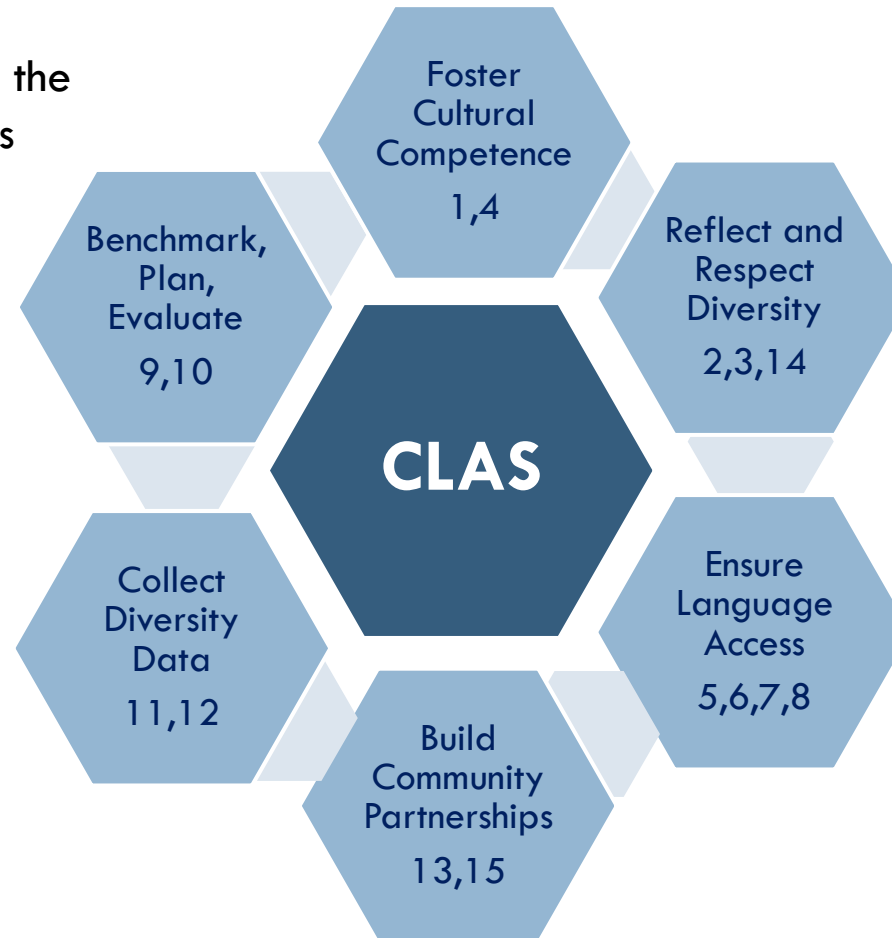 the
s
Foster
Cultural
Competence
1,4
Reflect and
Respect
Diversity
2,3,14
Ensure
Language
Access
5,6,7,8
Build
Community
Partnerships
13,15
Collect
Diversity
Data
11,12
Benchmark,
Plan,
Evaluate
9,10
CLAS